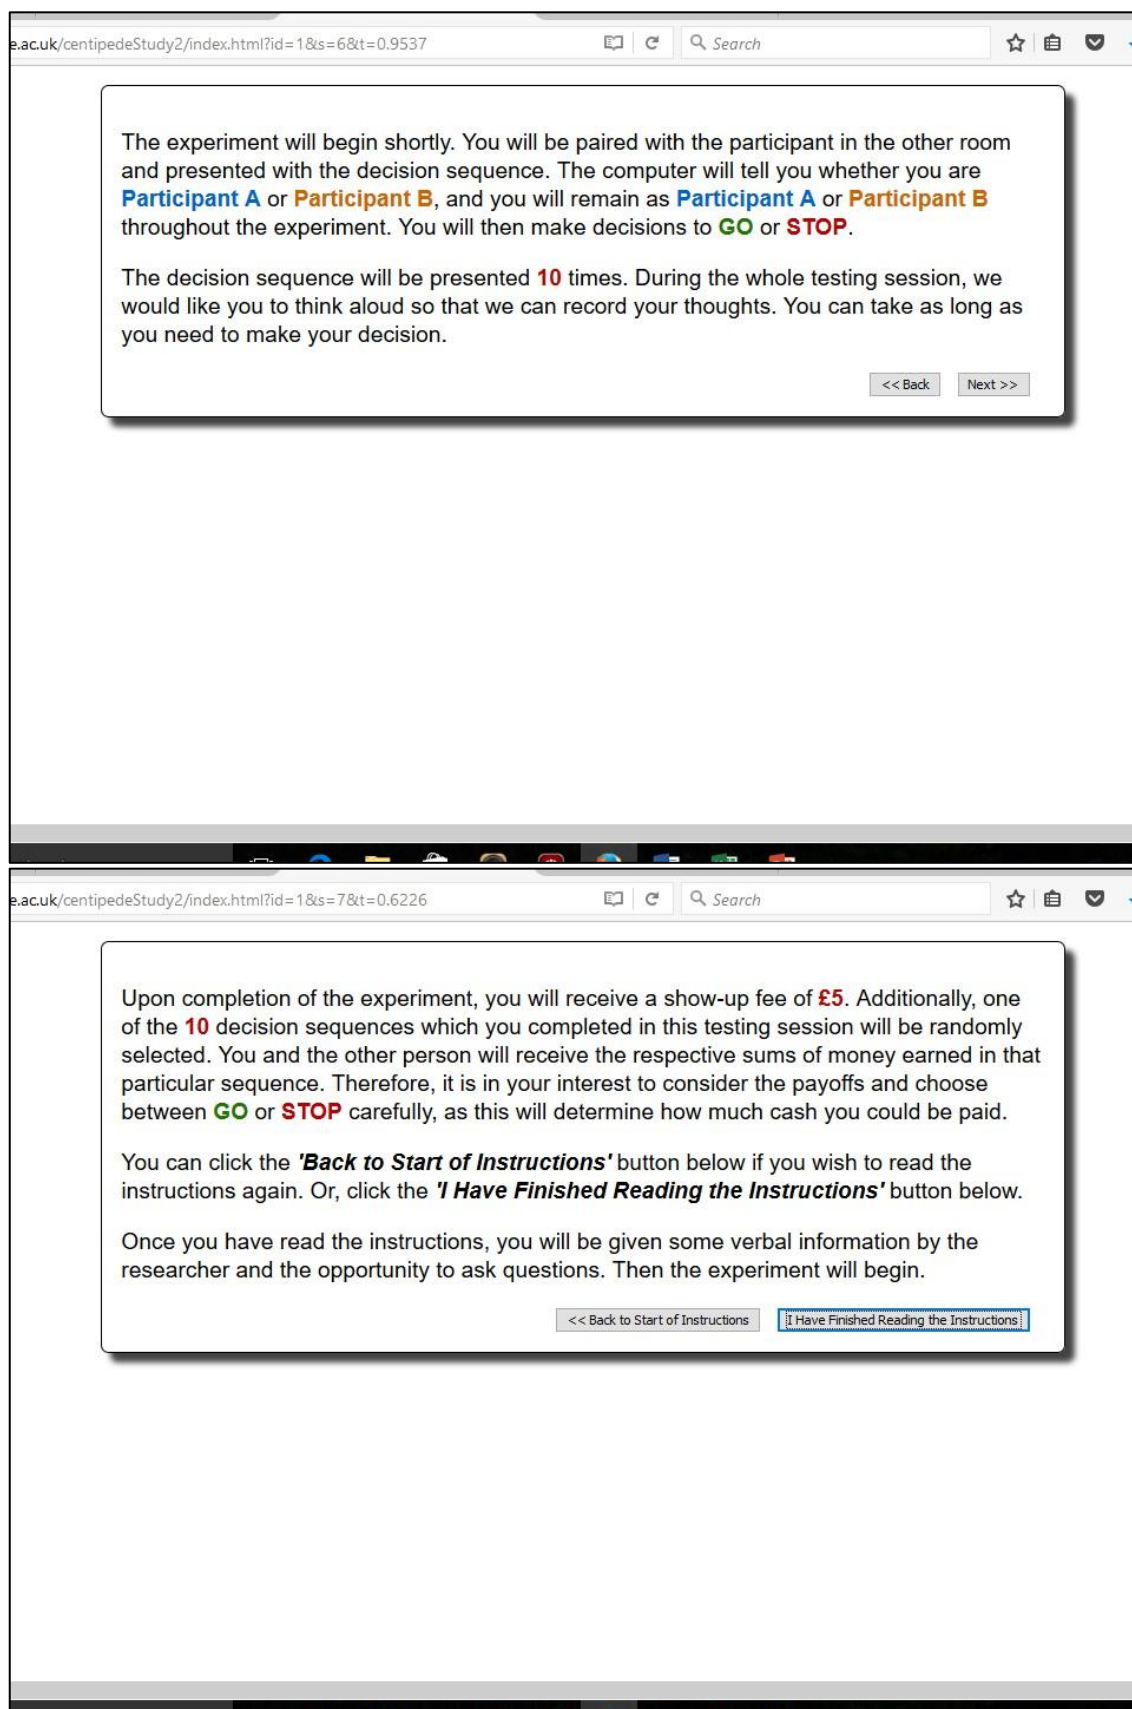 e.ac.uk/centipedeStudy2/index.html?id=1&s=6&t=0.9537
Search
The experiment will begin shortly. You will be paired with the participant in the other room
and presented with the decision sequence. The computer will tell you whether you are
Participant A or Participant B, and you will remain as Participant A or Participant B
throughout the experiment. You will then make decisions to GO or STOP.
The decision sequence will be presented 10 times. During the whole testing session, we
would like you to think aloud so that we can record your thoughts. You can take as long as
you need to make your decision.
<< Back Next >>
e.ac.uk/centipedeStudy2/index.html?id=1&s=7&t=0.6226
Search
Upon completion of the experiment, you will receive a show-up fee of £5. Additionally, one
of the 10 decision sequences which you completed in this testing session will be randomly
selected. You and the other person will receive the respective sums of money earned in that
particular sequence. Therefore, it is in your interest to consider the payoffs and choose
between GO or STOP carefully, as this will determine how much cash you could be paid.
You can click the 'Back to Start of Instructions' button below if you wish to read the
instructions again. Or, click the 'I Have Finished Reading the Instructions' button below.
Once you have read the instructions, you will be given some verbal information by the
researcher and the opportunity to ask questions. Then the experiment will begin.
<< Back to Start of Instructions I Have Finished Reading the Instructions